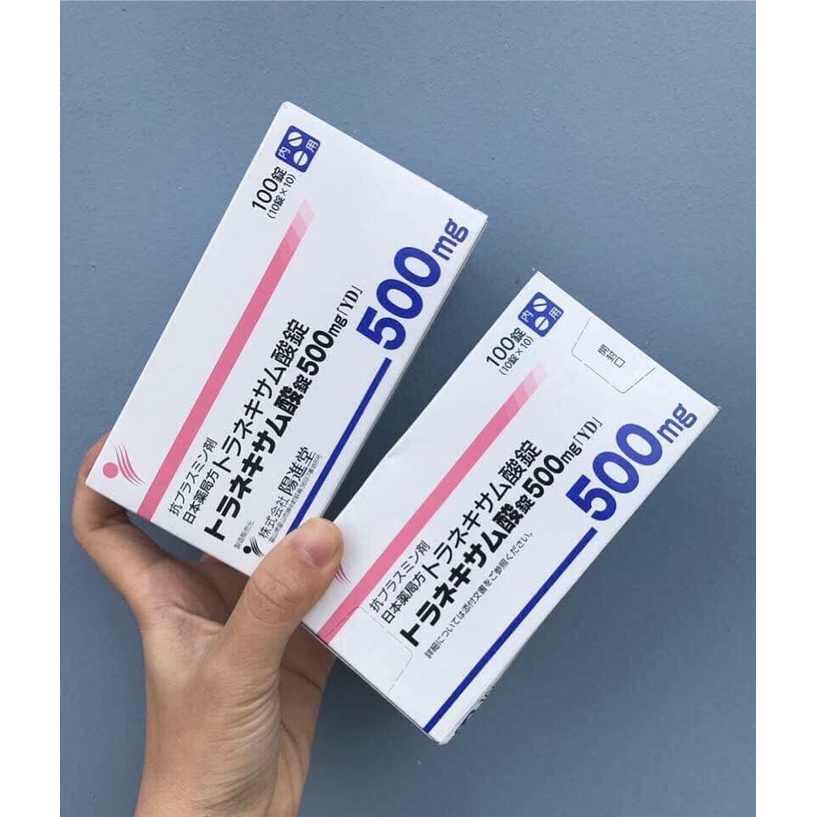 内用
100錠
(10錠×10)
抗プラスミン剤
日本薬局方 トラネキサム酸錠
トラネキサム酸錠500mg「YD」
500mg
製造販売元
株式会社 陽進堂
内用
100錠
(10錠×10)
開封口
抗プラスミン剤
日本薬局方 トラネキサム酸錠
トラネキサム酸錠500mg「YD」
500mg
詳細については添付文書をご参照ください。